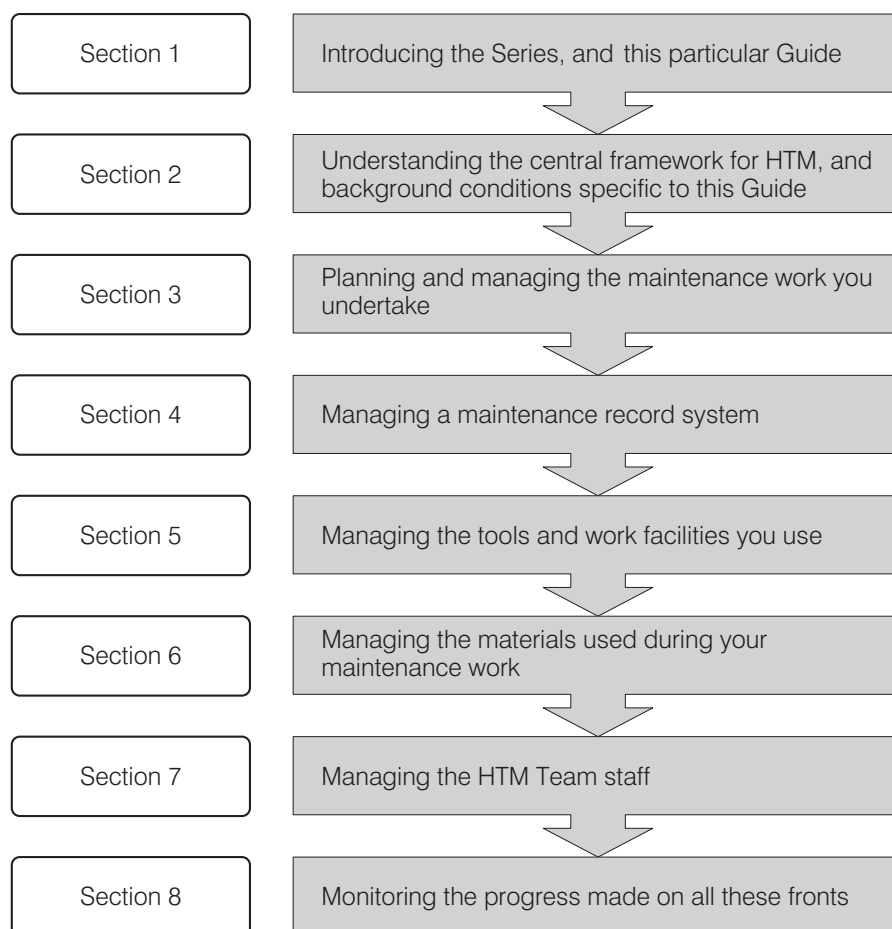 Section 1
Introducing the Series, and this particular Guide
Section 2
Understanding the central framework for HTM, and
background conditions specific to this Guide
Section 3
Planning and managing the maintenance work you
undertake
Section 4
Managing a maintenance record system
Section 5
Managing the tools and work facilities you use
Section 6
Managing the materials used during your
maintenance work
Section 7
Managing the HTM Team staff
Section 8
Monitoring the progress made on all these fronts